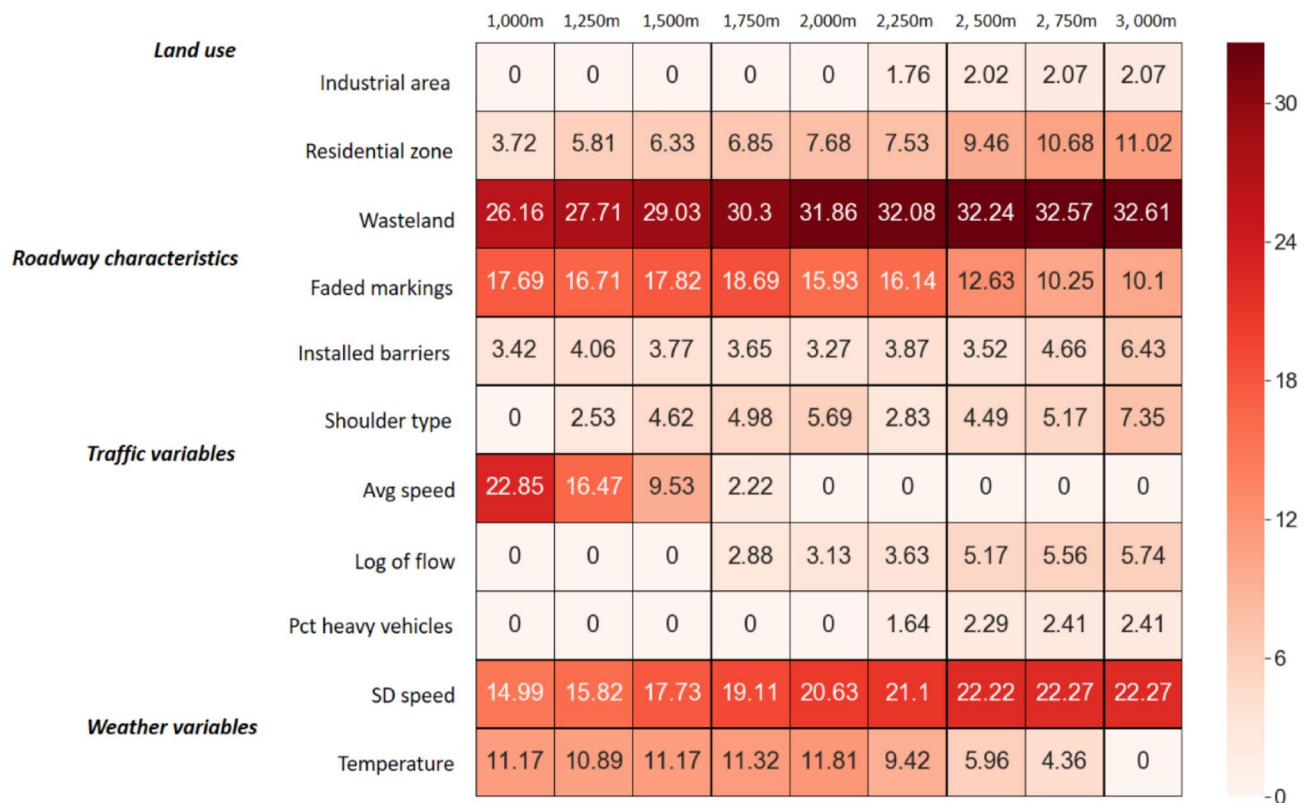 1,000m 1,250m 1,500m 1,750m 2,000m 2,250m 2, 500m 2, 750m 3, 000m
Land use
Industrial area 0 0 0 0 0 1.76 2.02 2.07 2.07
Residential zone 3.72 5.81 6.33 6.85 7.68 7.53 9.46 10.68 11.02
Wasteland 26.16 27.71 29.03 30.3 31.86 32.08 32.24 32.57 32.61
Roadway characteristics
Faded markings 17.69 16.71 17.82 18.69 15.93 16.14 12.63 10.25 10.1
Installed barriers 3.42 4.06 3.77 3.65 3.27 3.87 3.52 4.66 6.43
Shoulder type 0 2.53 4.62 4.98 5.69 2.83 4.49 5.17 7.35
Traffic variables
Avg speed 22.85 16.47 9.53 2.22 0 0 0 0 0
Log of flow 0 0 0 2.88 3.13 3.63 5.17 5.56 5.74
Pct heavy vehicles 0 0 0 0 0 1.64 2.29 2.41 2.41
SD speed 14.99 15.82 17.73 19.11 20.63 21.1 22.22 22.27 22.27
Weather variables
Temperature 11.17 10.89 11.17 11.32 11.81 9.42 5.96 4.36 0
30
24
18
12
6
0